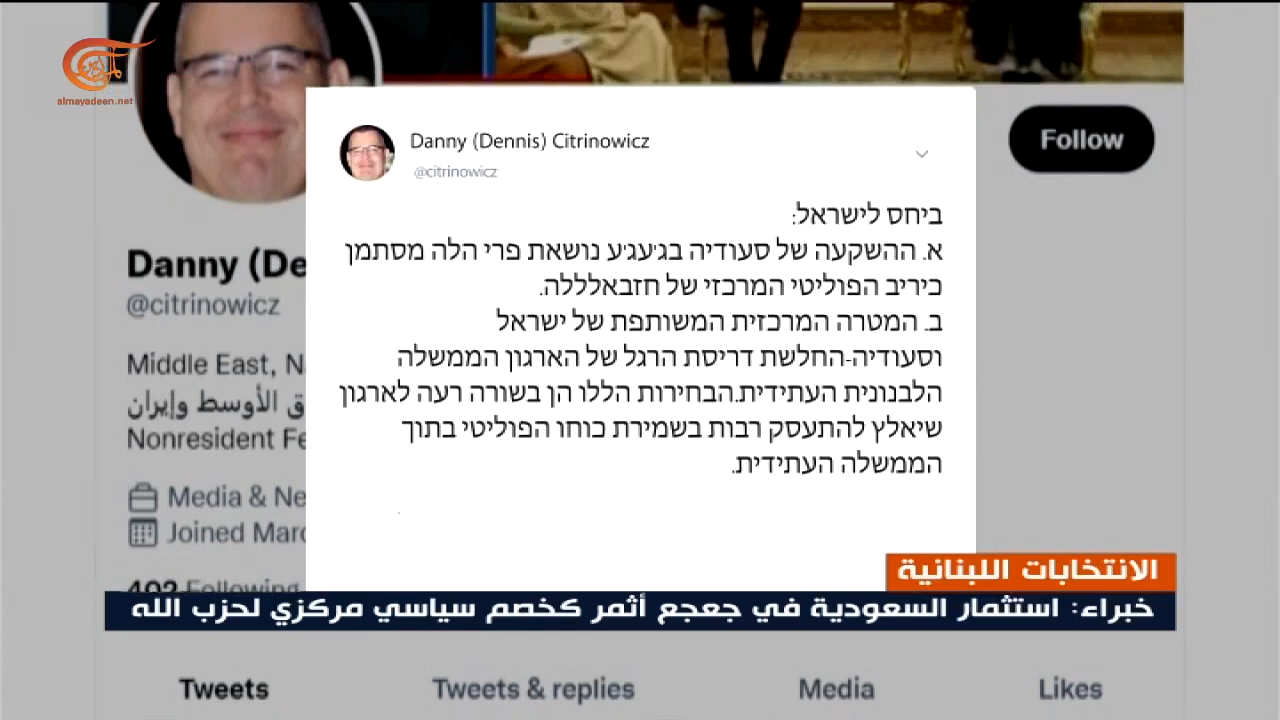 almayadeen.net
Follow
Danny (De
@citrinowicz
Middle East, N
ق الأوسط وإيران
Nonresident Fe
Media & Ne
Joined Marc
402 Following
Danny (Dennis) Citrinowicz
@citrinowicz
ביחס לישראל:
א. ההשקעה של סעודיה בג'עג'ע נושאת פרי הלה מסתמן
כיריב הפוליטי המרכזי של חזבאלללה.
ב. המטרה המרכזית המשותפת של ישראל
וסעודיה-החלשת דריסת הרגל של הארגון הממשלה
הלבנונית העתידית.הבחירות הללו הן בשורה רעה לארגון
שיאלץ להתעסק רבות בשמירת כוחו הפוליטי בתוך
הממשלה העתידית.
الانتخابات اللبنانية
خبراء: استثمار السعودية في جعجع أثمر كخصم سياسي مركزي لحزب الله
Tweets
Tweets & replies
Media
Likes